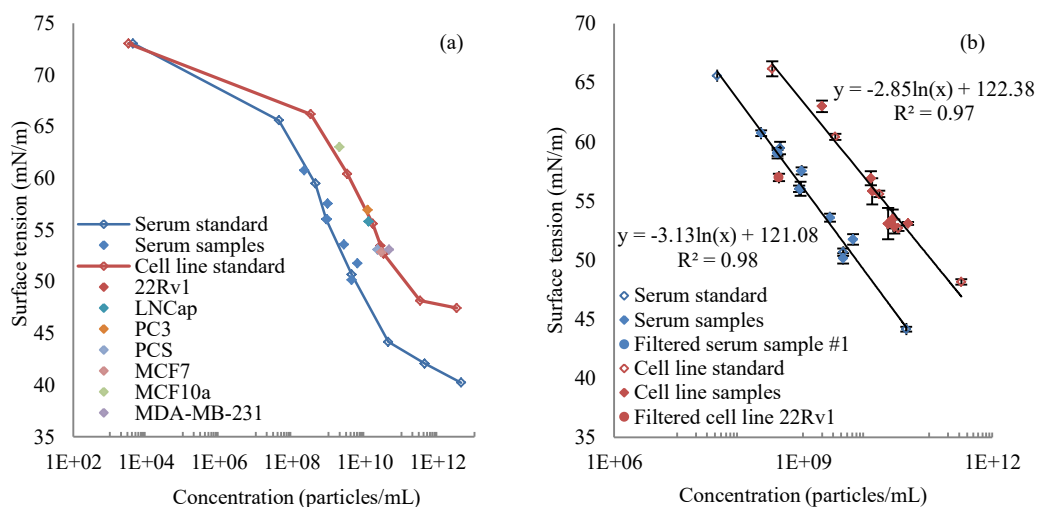 75
70
65
60
55
50
45
40
35
Surface tension (mN/m)
(a)
Serum standard
Serum samples
Cell line standard
22Rv1
LNCap
PC3
PCS
MCF7
MCF10a
MDA-MB-231
1E+02 1E+04 1E+06 1E+08 1E+10 1E+12
Concentration (particles/mL)
70
65
60
55
50
45
40
35
Surface tension (mN/m)
(b)
y = -2.85ln(x) + 122.38
R² = 0.97
y = -3.13ln(x) + 121.08
R² = 0.98
Serum standard
Serum samples
Filtered serum sample #1
Cell line standard
Cell line samples
Filtered cell line 22Rv1
1E+06 1E+09 1E+12
Concentration (particles/mL)